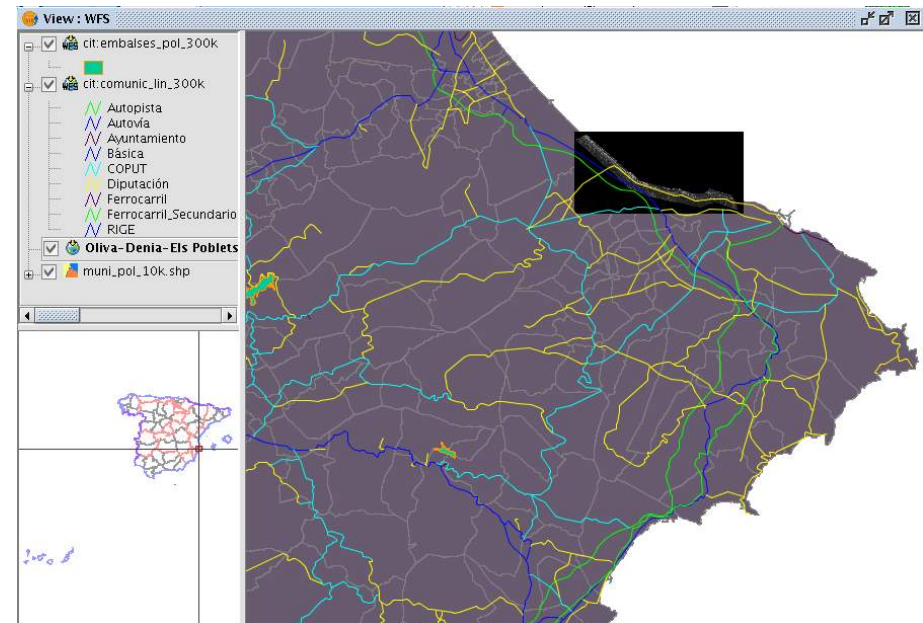 View : WFS
cit:embalses_pol_300k
cit:comunic_lin_300k
Autopista
Autovía
Ayuntamiento
Básica
COPUT
Diputación
Ferrocarril
Ferrocarril_Secundario
RIGE
Oliva-Denia-Els Poblets
muni_pol_10k.shp